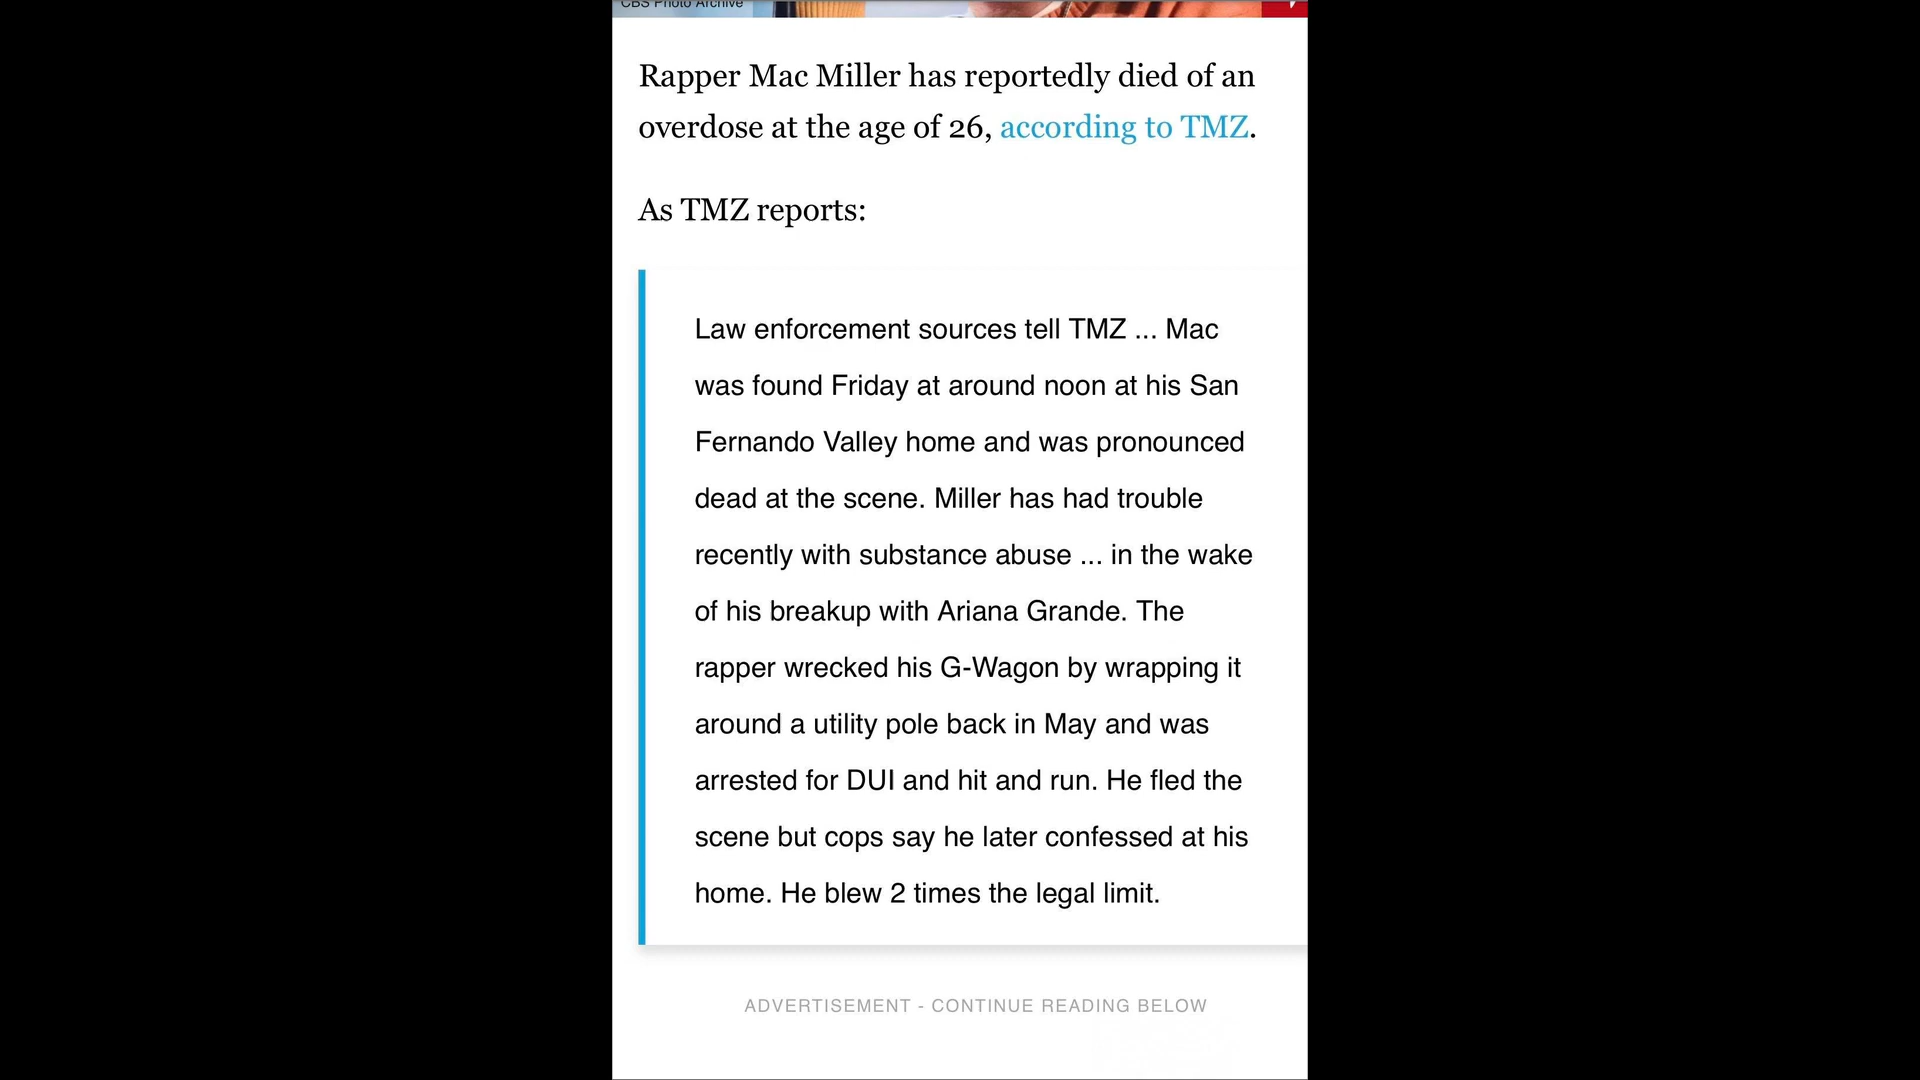 CBS Photo Archive
Rapper Mac Miller has reportedly died of an
overdose at the age of 26, according to TMZ.
As TMZ reports:
Law enforcement sources tell TMZ ... Mac
was found Friday at around noon at his San
Fernando Valley home and was pronounced
dead at the scene. Miller has had trouble
recently with substance abuse ... in the wake
of his breakup with Ariana Grande. The
rapper wrecked his G-Wagon by wrapping it
around a utility pole back in May and was
arrested for DUI and hit and run. He fled the
scene but cops say he later confessed at his
home. He blew 2 times the legal limit.
ADVERTISEMENT - CONTINUE READING BELOW